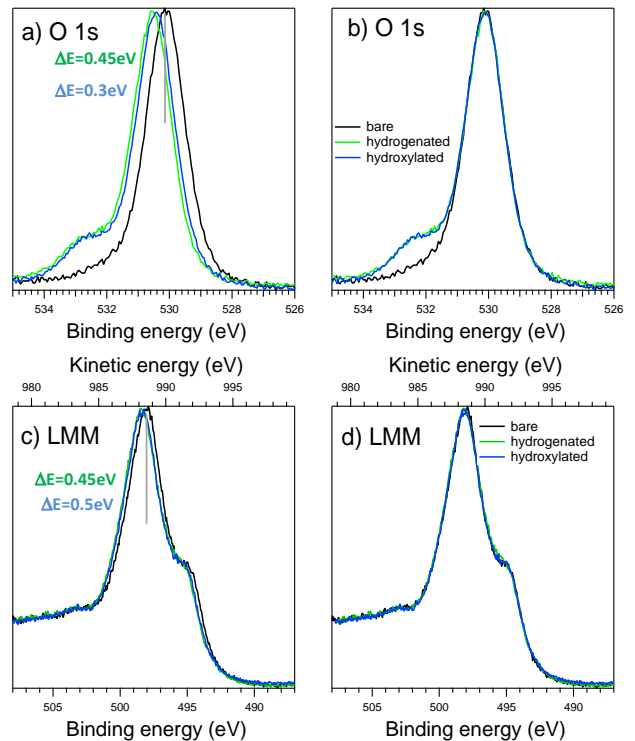 a) O 1s
ΔE=0.45eV
ΔE=0.3eV
534 532 530 528 526
Binding energy (eV)
b) O 1s
bare
hydrogenated
hydroxylated
534 532 530 528 526
Binding energy (eV)
Kinetic energy (eV)
980 985 990 995
c) LMM
ΔE=0.45eV
ΔE=0.5eV
505 500 495 490
Binding energy (eV)
Kinetic energy (eV)
980 985 990 995
d) LMM
bare
hydrogenated
hydroxylated
505 500 495 490
Binding energy (eV)